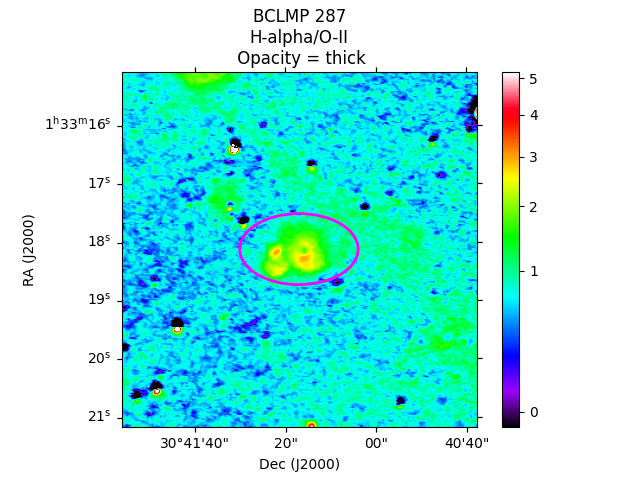 BCLMP 287
H-alpha/O-II
Opacity = thick
1ʰ33ᵐ16ˢ
17ˢ
18ˢ
19ˢ
20ˢ
21ˢ
RA (J2000)
30°41'40"
20"
00"
40'40"
Dec (J2000)
5
4
3
2
1
0